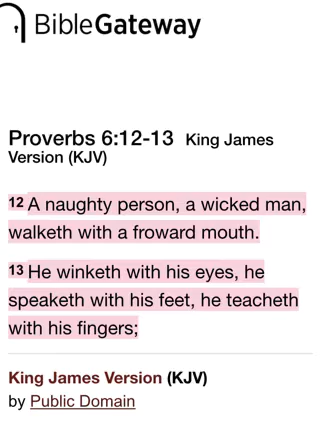 BibleGateway
Proverbs 6:12-13 King James
Version (KJV)
12 A naughty person, a wicked man,
walketh with a froward mouth.
13 He winketh with his eyes, he
speaketh with his feet, he teacheth
with his fingers;
King James Version (KJV)
by Public Domain